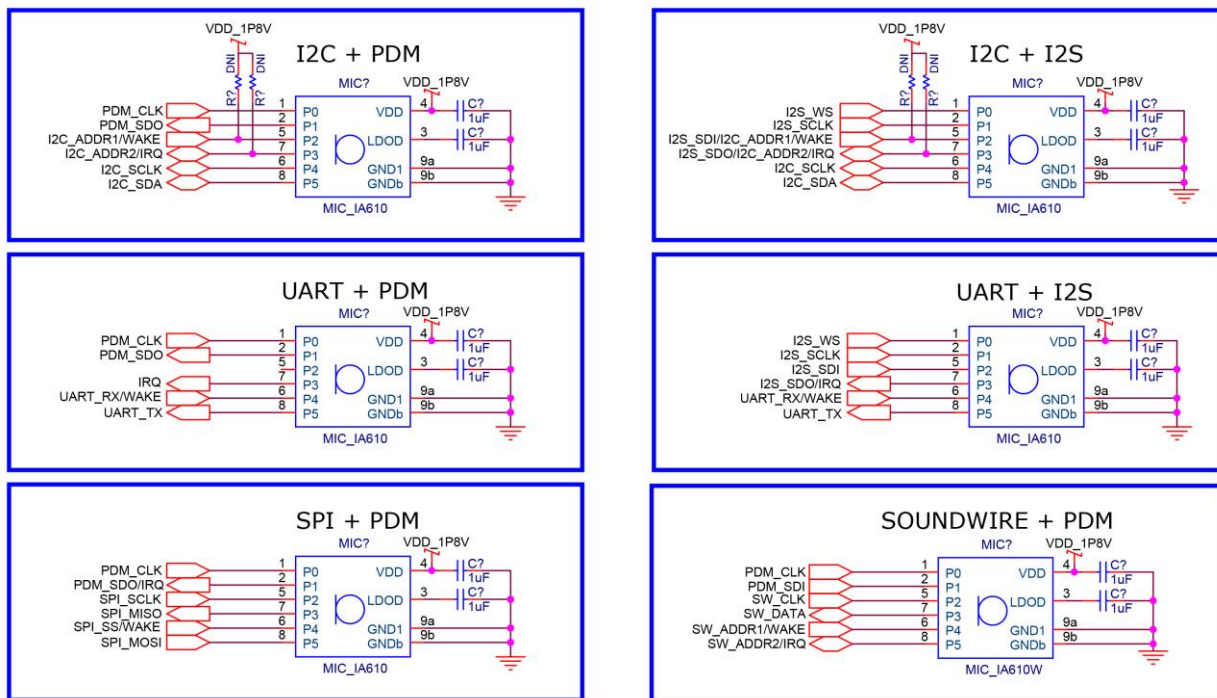 VDD_1P8V
I2C + PDM
DNI DNI
R? R?
MIC?
VDD_1P8V
PDM_CLK 1 P0 VDD 4 C? 1uF
PDM_SDO 2 P1
I2C_ADDR1/WAKE 5 P2 LDOD 3 C? 1uF
I2C_ADDR2/IRQ 7 P3
I2C_SCLK 6 P4 GND1 9a
I2C_SDA 8 P5 GNDb 9b
MIC_IA610
VDD_1P8V
I2C + I2S
DNI DNI
R? R?
MIC?
VDD_1P8V
I2S_WS 1 P0 VDD 4 C? 1uF
I2S_SCLK 2 P1
I2S_SDI/I2C_ADDR1/WAKE 5 P2 LDOD 3 C? 1uF
I2S_SDO/I2C_ADDR2/IRQ 7 P3
I2C_SCLK 6 P4 GND1 9a
I2C_SDA 8 P5 GNDb 9b
MIC_IA610
UART + PDM
MIC?
VDD_1P8V
PDM_CLK 1 P0 VDD 4 C? 1uF
PDM_SDO 2 P1
5 P2 LDOD 3 C? 1uF
IRQ 7 P3
UART_RX/WAKE 6 P4 GND1 9a
UART_TX 8 P5 GNDb 9b
MIC_IA610
UART + I2S
MIC?
VDD_1P8V
I2S_WS 1 P0 VDD 4 C? 1uF
I2S_SCLK 2 P1
I2S_SDI 5 P2 LDOD 3 C? 1uF
I2S_SDO/IRQ 7 P3
UART_RX/WAKE 6 P4 GND1 9a
UART_TX 8 P5 GNDb 9b
MIC_IA610
SPI + PDM
MIC?
VDD_1P8V
PDM_CLK 1 P0 VDD 4 C? 1uF
PDM_SDO/IRQ 2 P1
SPI_SCLK 5 P2 LDOD 3 C? 1uF
SPI_MISO 7 P3
SPI_SS/WAKE 6 P4 GND1 9a
SPI_MOSI 8 P5 GNDb 9b
MIC_IA610
SOUNDWIRE + PDM
MIC?
VDD_1P8V
PDM_CLK 1 P0 VDD 4 C? 1uF
PDM_SDI 2 P1
SW_CLK 5 P2 LDOD 3 C? 1uF
SW_DATA 7 P3
SW_ADDR1/WAKE 6 P4 GND1 9a
SW_ADDR2/IRQ 8 P5 GNDb 9b
MIC_IA610W